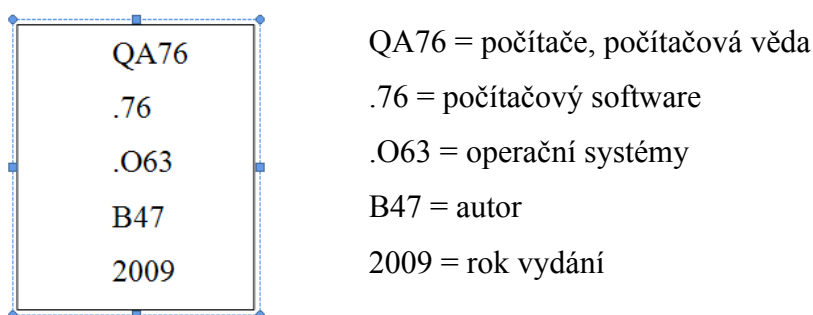 QA76
.76
.O63
B47
2009
QA76 = počítače, počítačová věda
.76 = počítačový software
.O63 = operační systémy
B47 = autor
2009 = rok vydání